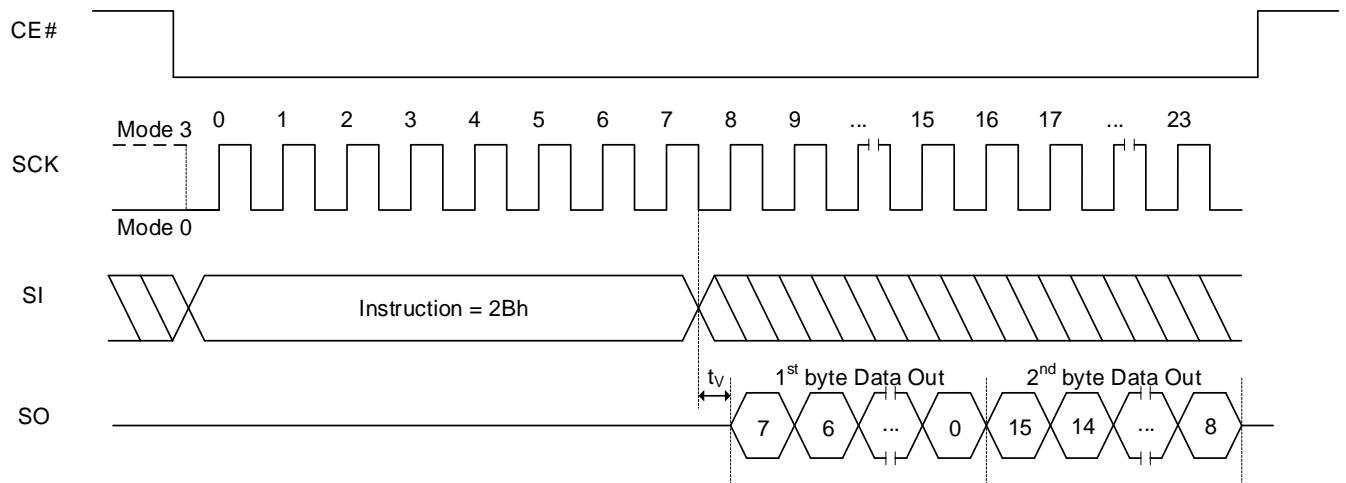 CE#
0 1 2 3 4 5 6 7 8 9 ... 15 16 17 ... 23
Mode 3
SCK
Mode 0
SI
Instruction = 2Bh
tV 1st byte Data Out 2nd byte Data Out
SO
7 6 ... 0 15 14 ... 8